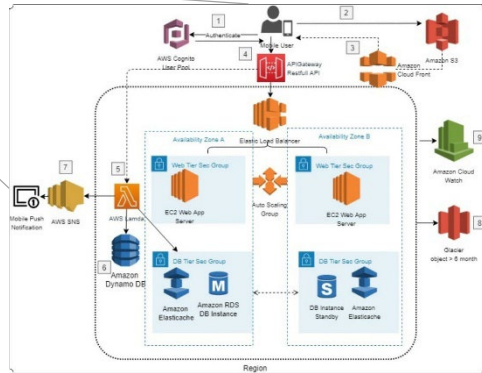 1
2
Authenticate
Mobile User
3
4
AWS Cognito
User Pool
APIGateway
Restfull API
Amazon
Cloud Front
Amazon S3
Elastic Load Balancer
Availability Zone A
Availability Zone B
Web Tier Sec Group
Web Tier Sec Group
9
Amazon Cloud
Watch
7
5
EC2 Web App
Server
Auto Scaling
Group
EC2 Web App
Server
Mobile Push
Notification
AWS SNS
AWS Lamda
8
Glacier
object > 6 month
6
Amazon
Dynamo DB
DB Tier Sec Group
DB Tier Sec Group
M
S
Amazon
Elasticache
Amazon RDS
DB Instance
DB Instance
Standby
Amazon
Elasticache
Region